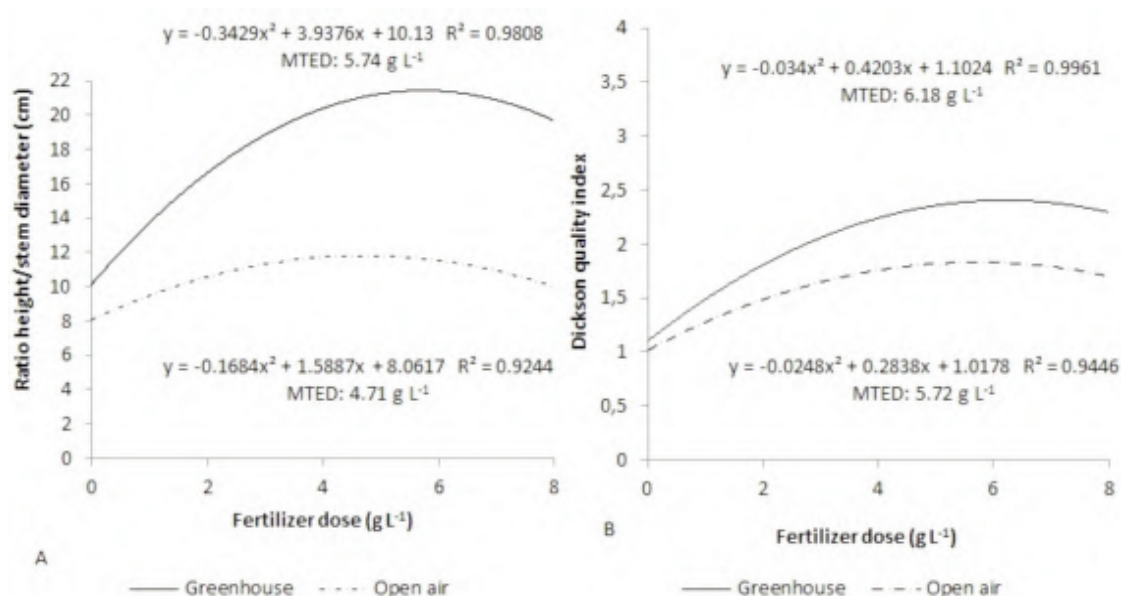 y = -0.3429x² + 3.9376x + 10.13 R² = 0.9808
MTED: 5.74 g L⁻¹
Ratio height/stem diameter (cm)
22
20
18
16
14
12
10
8
6
4
2
0
y = -0.1684x² + 1.5887x + 8.0617 R² = 0.9244
MTED: 4.71 g L⁻¹
0 2 4 6 8
Fertilizer dose (g L⁻¹)
A
Greenhouse Open air
y = -0.034x² + 0.4203x + 1.1024 R² = 0.9961
MTED: 6.18 g L⁻¹
Dickson quality index
4
3,5
3
2,5
2
1,5
1
0,5
0
y = -0.0248x² + 0.2838x + 1.0178 R² = 0.9446
MTED: 5.72 g L⁻¹
0 2 4 6 8
Fertilizer dose (g L⁻¹)
B
Greenhouse Open air